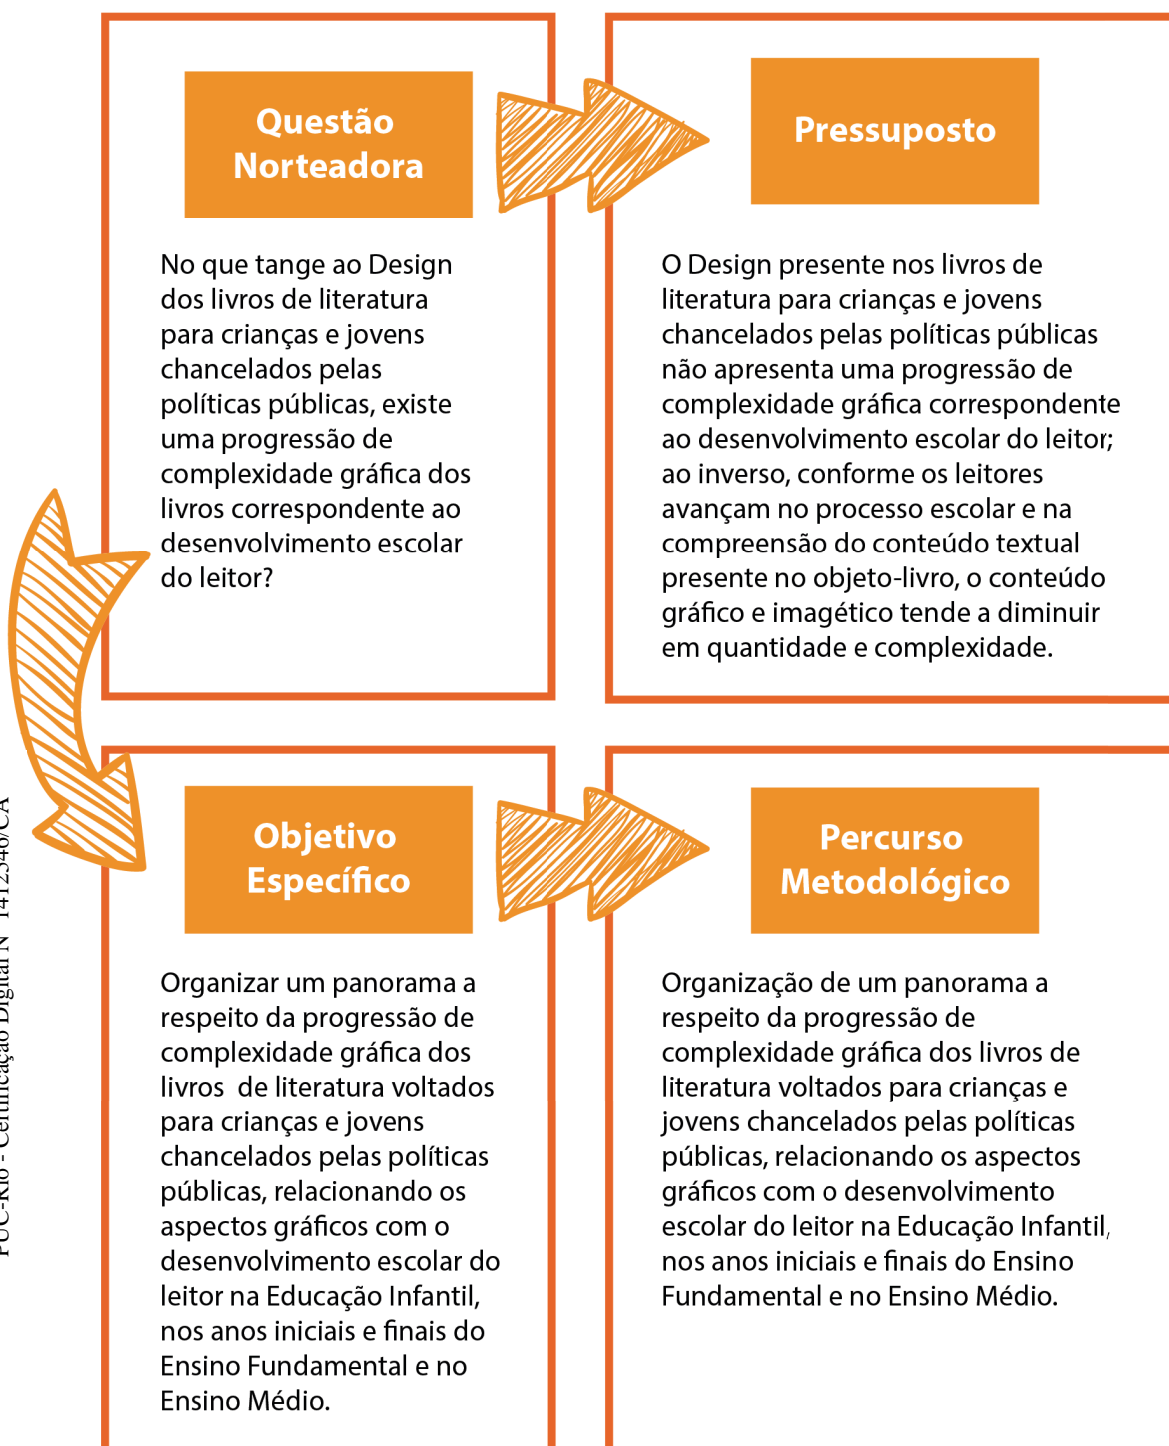 Questão
Norteadora
No que tange ao Design
dos livros de literatura
para crianças e jovens
chancelados pelas
políticas públicas, existe
uma progressão de
complexidade gráfica dos
livros correspondente ao
desenvolvimento escolar
do leitor?
Pressuposto
O Design presente nos livros de
literatura para crianças e jovens
chancelados pelas políticas públicas
não apresenta uma progressão de
complexidade gráfica correspondente
ao desenvolvimento escolar do leitor;
ao inverso, conforme os leitores
avançam no processo escolar e na
compreensão do conteúdo textual
presente no objeto-livro, o conteúdo
gráfico e imagético tende a diminuir
em quantidade e complexidade.
Objetivo
Específico
Organizar um panorama a
respeito da progressão de
complexidade gráfica dos
livros  de literatura voltados
para crianças e jovens
chancelados pelas políticas
públicas, relacionando os
aspectos gráficos com o
desenvolvimento escolar do
leitor na Educação Infantil,
nos anos iniciais e finais do
Ensino Fundamental e no
Ensino Médio.
Percurso
Metodológico
Organização de um panorama a
respeito da progressão de
complexidade gráfica dos livros de
literatura voltados para crianças e
jovens chancelados pelas políticas
públicas, relacionando os aspectos
gráficos com o desenvolvimento
escolar do leitor na Educação Infantil,
nos anos iniciais e finais do Ensino
Fundamental e no Ensino Médio.
PUC-Rio - Certificação Digital N